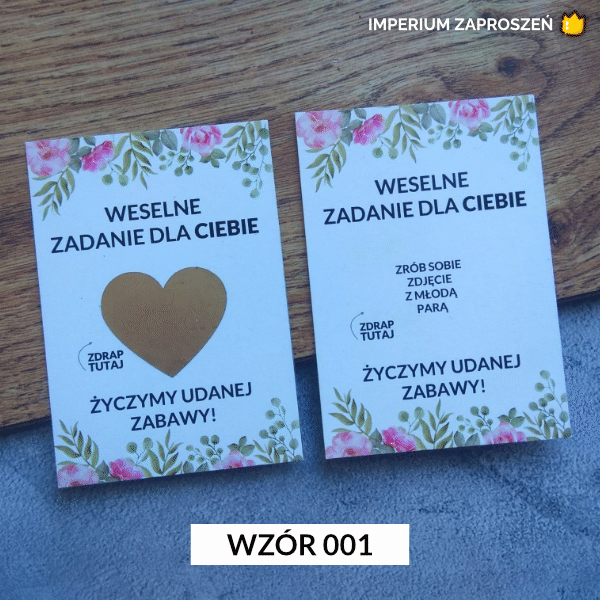 IMPERIUM ZAPROSZEŃ
WESELNE
ZADANIE DLA CIEBIE
ZDRAP
TUTAJ
ŻYCZYMY UDANEJ
ZABAWY!
WESELNE
ZADANIE DLA CIEBIE
ZRÓB SOBIE
ZDJĘCIE
Z MŁODĄ
PARĄ
ZDRAP
TUTAJ
ŻYCZYMY UDANEJ
ZABAWY!
WZÓR 001